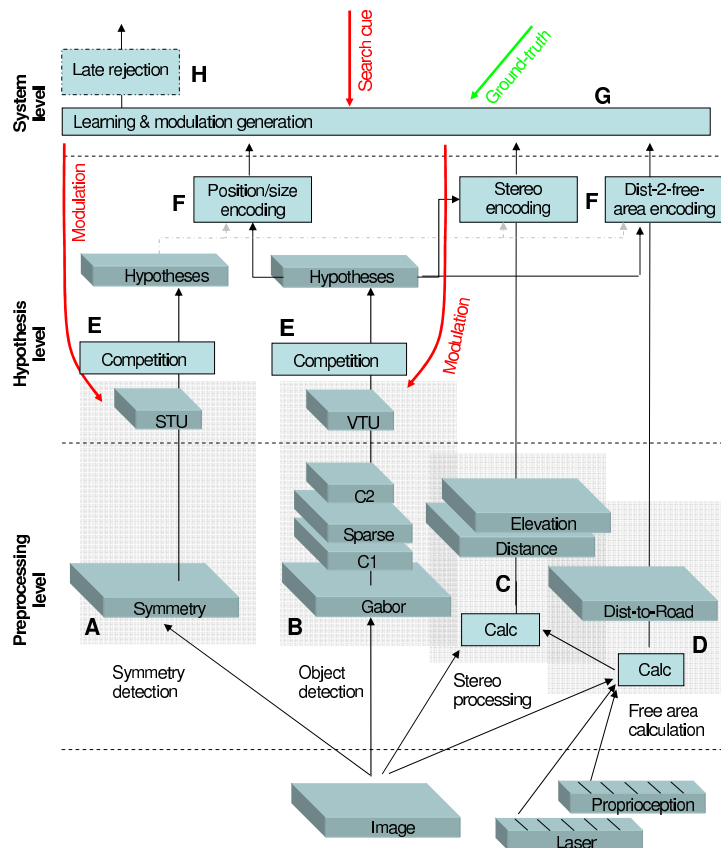 Late rejection
H
Search cue
Ground-truth
System
level
G
Learning & modulation generation
Modulation
F
Position/size
encoding
Stereo
encoding
F
Dist-2-free-
area encoding
Hypotheses
Hypotheses
Hypothesis
level
E
Competition
E
Competition
Modulation
STU
VTU
Preprocessing
level
C2
Sparse
C1
Gabor
Symmetry
A
B
Elevation
Distance
C
Calc
Dist-to-Road
D
Calc
Symmetry
detection
Object
detection
Stereo
processing
Free area
calculation
Image
Proprioception
Laser